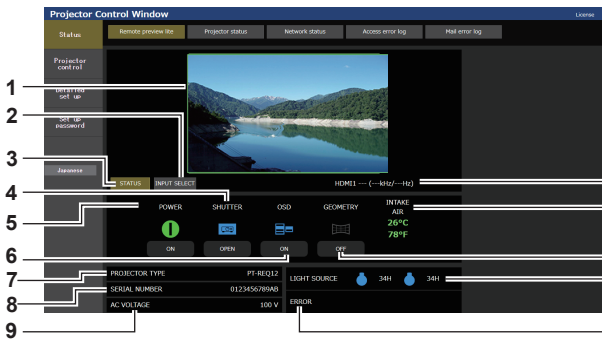 Projector Control Window
License
Status
Remote preview lite
Projector status
Network status
Access error log
Mail error log
Projector
control
Detailed
set up
Set up
password
Japanese
1
2
3
4
5
6
7
8
9
STATUS
INPUT SELECT
HDMI1 --- (---kHz/---Hz)
POWER
SHUTTER
OSD
GEOMETRY
INTAKE
AIR
26°C
78°F
ON
OPEN
ON
OFF
PROJECTOR TYPE
PT-REQ12
SERIAL NUMBER
0123456789AB
AC VOLTAGE
100 V
LIGHT SOURCE
34H
34H
ERROR